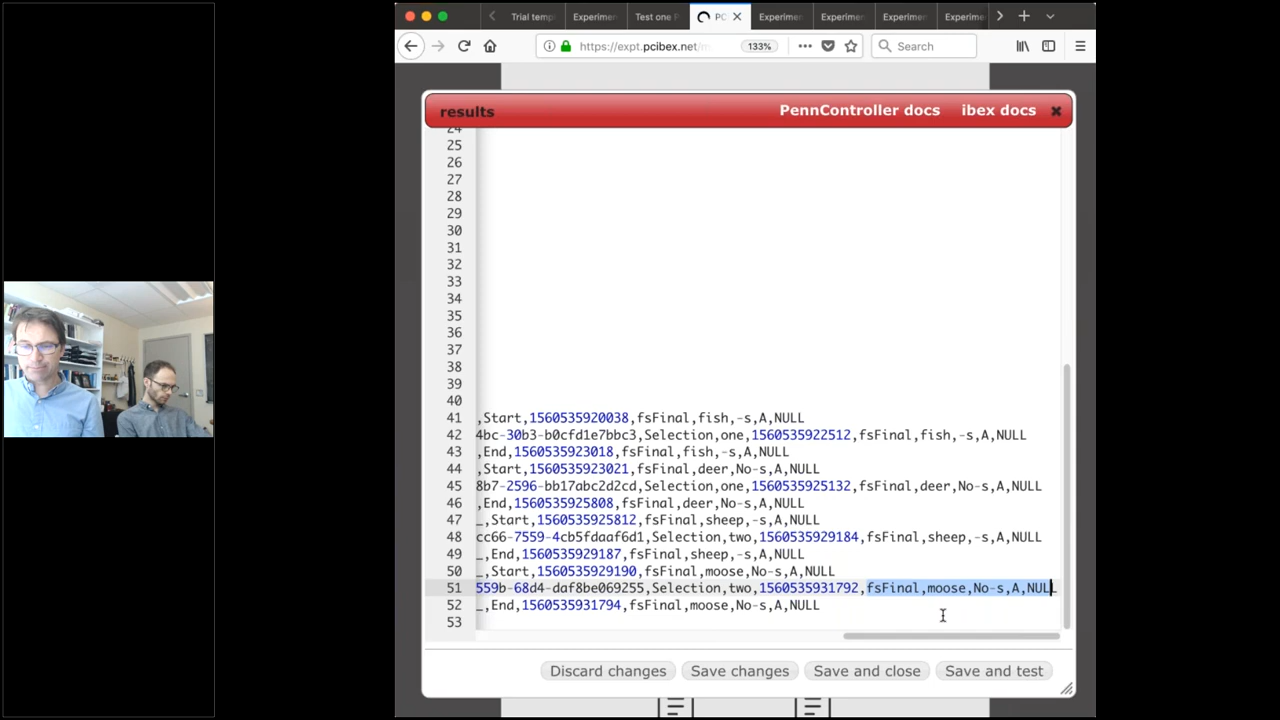 Trial temp
Experimen
Test one P
PC
Experimen
Experimen
Experimen
Experime
https://expt.pcibex.net/
133%
Search
results
PennController docs
ibex docs
24
25
26
27
28
29
30
31
32
33
34
35
36
37
38
39
40
41 ,Start,1560535920038,fsFinal,fish,-s,A,NULL
42 4bc-30b3-b0cfd1e7bbc3,Selection,one,1560535922512,fsFinal,fish,-s,A,NULL
43 ,End,1560535923018,fsFinal,fish,-s,A,NULL
44 ,Start,1560535923021,fsFinal,deer,No-s,A,NULL
45 8b7-2596-bb17abc2d2cd,Selection,one,1560535925132,fsFinal,deer,No-s,A,NULL
46 ,End,1560535925808,fsFinal,deer,No-s,A,NULL
47 _,Start,1560535925812,fsFinal,sheep,-s,A,NULL
48 cc66-7559-4cb5fdaaf6d1,Selection,two,1560535929184,fsFinal,sheep,-s,A,NULL
49 _,End,1560535929187,fsFinal,sheep,-s,A,NULL
50 _,Start,1560535929190,fsFinal,moose,No-s,A,NULL
51 559b-68d4-daf8be069255,Selection,two,1560535931792,fsFinal,moose,No-s,A,NULL
52 _,End,1560535931794,fsFinal,moose,No-s,A,NULL
53
Discard changes
Save changes
Save and close
Save and test